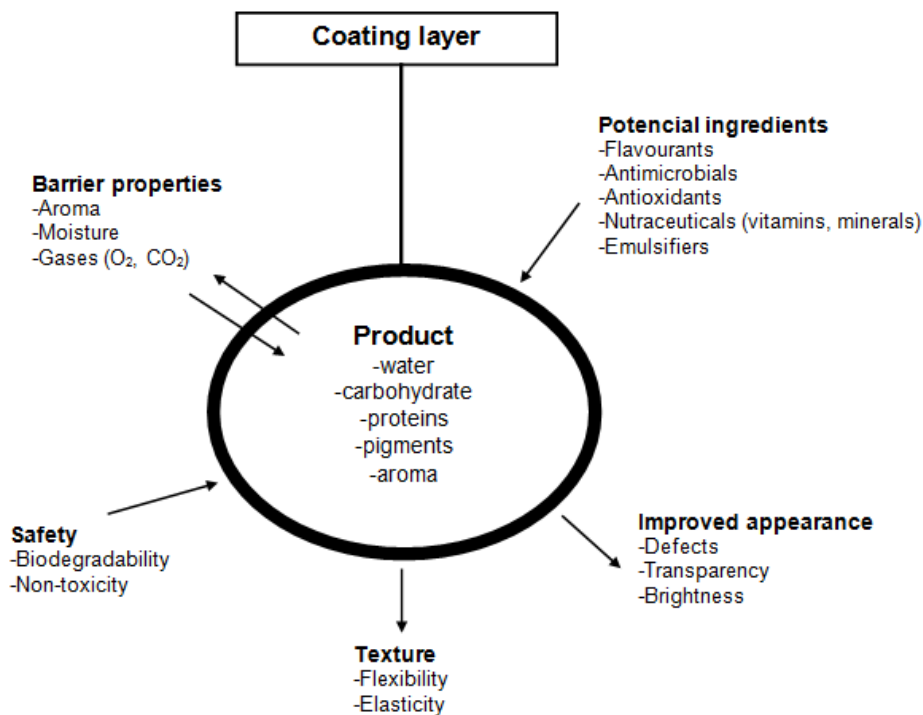 Coating layer
Potencial ingredients
-Flavourants
-Antimicrobials
-Antioxidants
-Nutraceuticals (vitamins, minerals)
-Emulsifiers
Barrier properties
-Aroma
-Moisture
-Gases (O₂, CO₂)
Product
-water
-carbohydrate
-proteins
-pigments
-aroma
Safety
-Biodegradability
-Non-toxicity
Improved appearance
-Defects
-Transparency
-Brightness
Texture
-Flexibility
-Elasticity